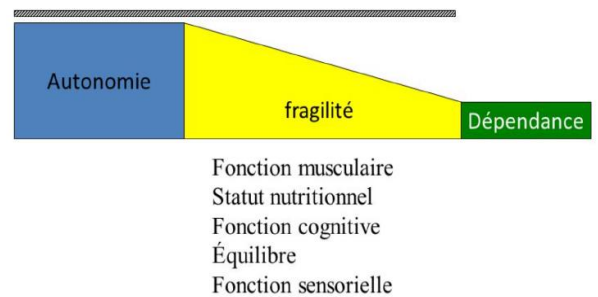 Autonomie
fragilité
Dépendance
Fonction musculaire
Statut nutritionnel
Fonction cognitive
Équilibre
Fonction sensorielle